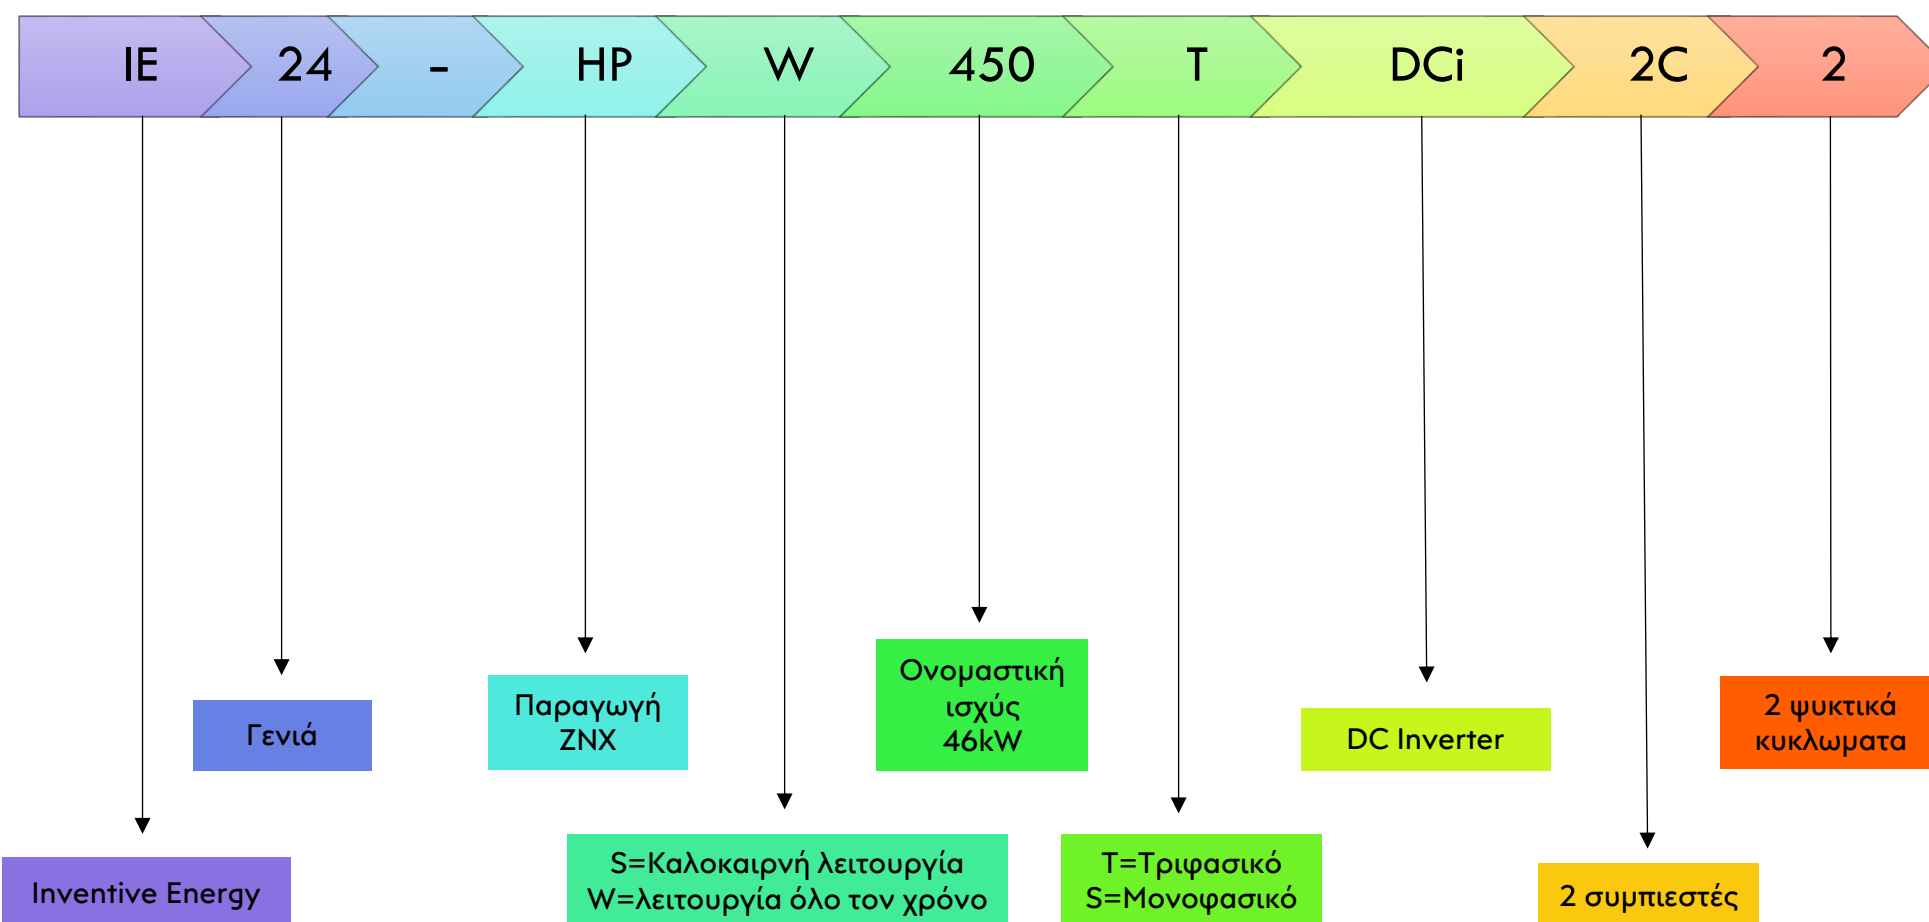 IE 24 - HP W 450 T DCi 2C 2
Ονομαστική
ισχύς
46kW
Παραγωγή
ΖΝΧ
2 ψυκτικά
κυκλωματα
Γενιά
DC Inverter
S=Καλοκαιρνή λειτουργία
W=λειτουργία όλο τον χρόνο
T=Τριφασικό
S=Μονοφασικό
Inventive Energy
2 συμπιεστές